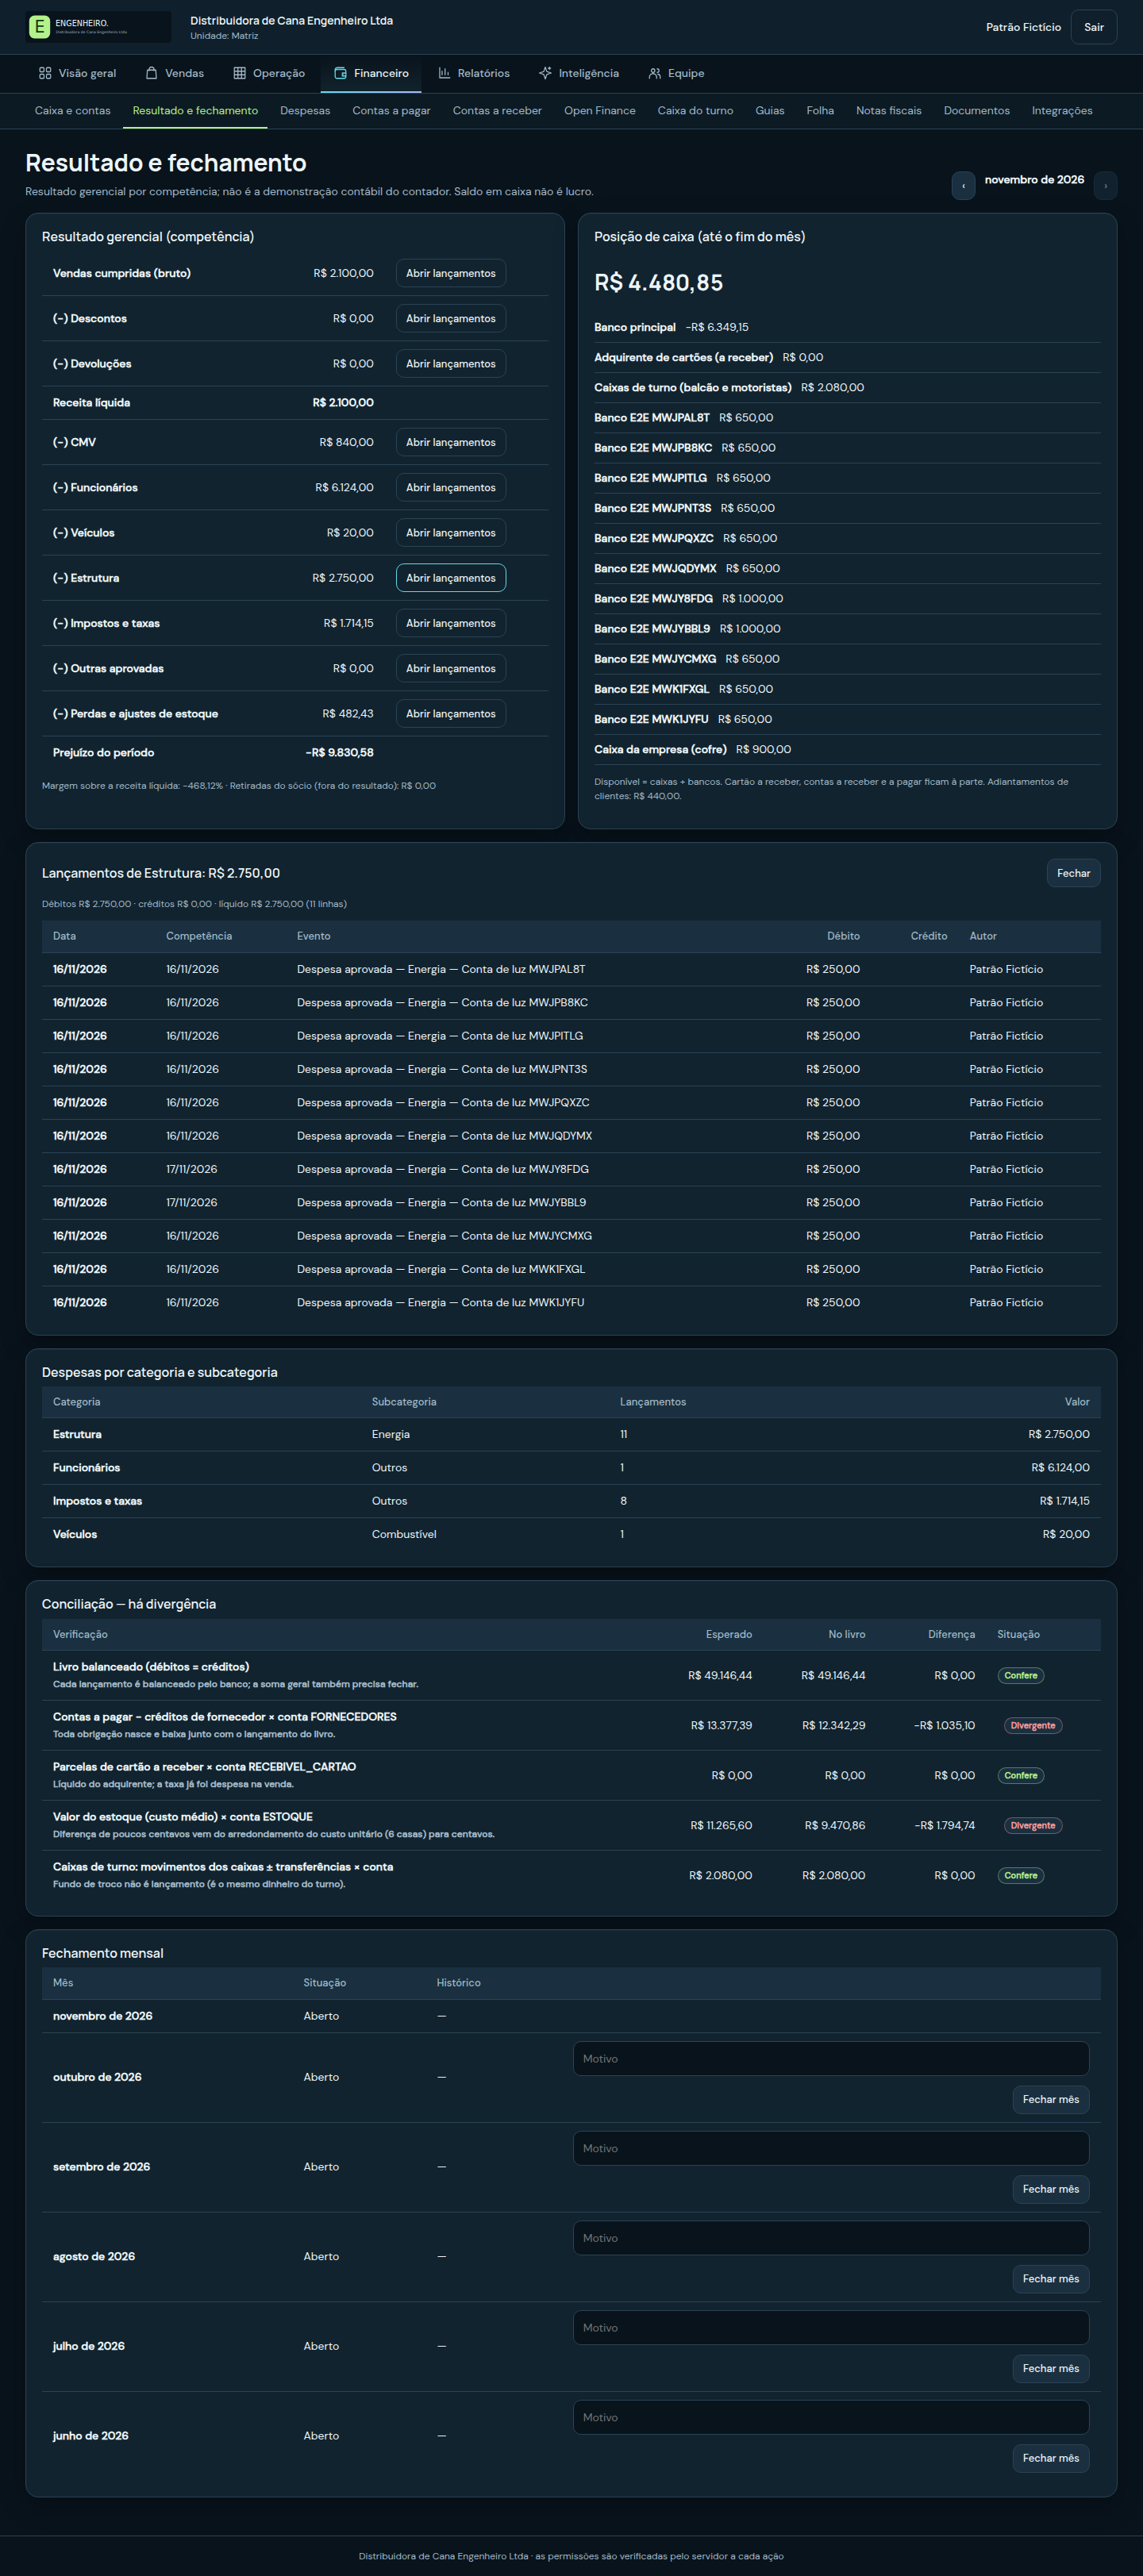 E ENGENHEIRO.
Distribuidora de Cana Engenheiro Ltda
Distribuidora de Cana Engenheiro Ltda
Unidade: Matriz
Patrão Fictício
Sair
Visão geral
Vendas
Operação
Financeiro
Relatórios
Inteligência
Equipe
Caixa e contas
Resultado e fechamento
Despesas
Contas a pagar
Contas a receber
Open Finance
Caixa do turno
Guias
Folha
Notas fiscais
Documentos
Integrações
Resultado e fechamento
Resultado gerencial por competência; não é a demonstração contábil do contador. Saldo em caixa não é lucro.
‹ novembro de 2026 ›
Resultado gerencial (competência)
Vendas cumpridas (bruto) R$ 2.100,00 Abrir lançamentos
(-) Descontos R$ 0,00 Abrir lançamentos
(-) Devoluções R$ 0,00 Abrir lançamentos
Receita líquida R$ 2.100,00
(-) CMV R$ 840,00 Abrir lançamentos
(-) Funcionários R$ 6.124,00 Abrir lançamentos
(-) Veículos R$ 20,00 Abrir lançamentos
(-) Estrutura R$ 2.750,00 Abrir lançamentos
(-) Impostos e taxas R$ 1.714,15 Abrir lançamentos
(-) Outras aprovadas R$ 0,00 Abrir lançamentos
(-) Perdas e ajustes de estoque R$ 482,43 Abrir lançamentos
Prejuízo do período -R$ 9.830,58
Margem sobre a receita líquida: -468,12% · Retiradas do sócio (fora do resultado): R$ 0,00
Posição de caixa (até o fim do mês)
R$ 4.480,85
Banco principal -R$ 6.349,15
Adquirente de cartões (a receber) R$ 0,00
Caixas de turno (balcão e motoristas) R$ 2.080,00
Banco E2E MWJPAL8T R$ 650,00
Banco E2E MWJPB8KC R$ 650,00
Banco E2E MWJPITLG R$ 650,00
Banco E2E MWJPNT3S R$ 650,00
Banco E2E MWJPQXZC R$ 650,00
Banco E2E MWJQDYMX R$ 650,00
Banco E2E MWJY8FDG R$ 1.000,00
Banco E2E MWJYBBL9 R$ 1.000,00
Banco E2E MWJYCMXG R$ 650,00
Banco E2E MWK1FXGL R$ 650,00
Banco E2E MWK1JYFU R$ 650,00
Caixa da empresa (cofre) R$ 900,00
Disponível = caixas + bancos. Cartão a receber, contas a receber e a pagar ficam à parte. Adiantamentos de
clientes: R$ 440,00.
Lançamentos de Estrutura: R$ 2.750,00 Fechar
Débitos R$ 2.750,00 · créditos R$ 0,00 · líquido R$ 2.750,00 (11 linhas)
Data Competência Evento Débito Crédito Autor
16/11/2026 16/11/2026 Despesa aprovada — Energia — Conta de luz MWJPAL8T R$ 250,00 Patrão Fictício
16/11/2026 16/11/2026 Despesa aprovada — Energia — Conta de luz MWJPB8KC R$ 250,00 Patrão Fictício
16/11/2026 16/11/2026 Despesa aprovada — Energia — Conta de luz MWJPITLG R$ 250,00 Patrão Fictício
16/11/2026 16/11/2026 Despesa aprovada — Energia — Conta de luz MWJPNT3S R$ 250,00 Patrão Fictício
16/11/2026 16/11/2026 Despesa aprovada — Energia — Conta de luz MWJPQXZC R$ 250,00 Patrão Fictício
16/11/2026 16/11/2026 Despesa aprovada — Energia — Conta de luz MWJQDYMX R$ 250,00 Patrão Fictício
16/11/2026 17/11/2026 Despesa aprovada — Energia — Conta de luz MWJY8FDG R$ 250,00 Patrão Fictício
16/11/2026 17/11/2026 Despesa aprovada — Energia — Conta de luz MWJYBBL9 R$ 250,00 Patrão Fictício
16/11/2026 16/11/2026 Despesa aprovada — Energia — Conta de luz MWJYCMXG R$ 250,00 Patrão Fictício
16/11/2026 16/11/2026 Despesa aprovada — Energia — Conta de luz MWK1FXGL R$ 250,00 Patrão Fictício
16/11/2026 16/11/2026 Despesa aprovada — Energia — Conta de luz MWK1JYFU R$ 250,00 Patrão Fictício
Despesas por categoria e subcategoria
Categoria Subcategoria Lançamentos Valor
Estrutura Energia 11 R$ 2.750,00
Funcionários Outros 1 R$ 6.124,00
Impostos e taxas Outros 8 R$ 1.714,15
Veículos Combustível 1 R$ 20,00
Conciliação — há divergência
Verificação Esperado No livro Diferença Situação
Livro balanceado (débitos = créditos) R$ 49.146,44 R$ 49.146,44 R$ 0,00 Confere
Cada lançamento é balanceado pelo banco; a soma geral também precisa fechar.
Contas a pagar − créditos de fornecedor × conta FORNECEDORES R$ 13.377,39 R$ 12.342,29 -R$ 1.035,10 Divergente
Toda obrigação nasce e baixa junto com o lançamento do livro.
Parcelas de cartão a receber × conta RECEBIVEL_CARTAO R$ 0,00 R$ 0,00 R$ 0,00 Confere
Líquido do adquirente; a taxa já foi despesa na venda.
Valor do estoque (custo médio) × conta ESTOQUE R$ 11.265,60 R$ 9.470,86 -R$ 1.794,74 Divergente
Diferença de poucos centavos vem do arredondamento do custo unitário (6 casas) para centavos.
Caixas de turno: movimentos dos caixas ± transferências × conta R$ 2.080,00 R$ 2.080,00 R$ 0,00 Confere
Fundo de troco não é lançamento (é o mesmo dinheiro do turno).
Fechamento mensal
Mês Situação Histórico
novembro de 2026 Aberto —
outubro de 2026 Aberto — Motivo
Fechar mês
setembro de 2026 Aberto — Motivo
Fechar mês
agosto de 2026 Aberto — Motivo
Fechar mês
julho de 2026 Aberto — Motivo
Fechar mês
junho de 2026 Aberto — Motivo
Fechar mês
Distribuidora de Cana Engenheiro Ltda · as permissões são verificadas pelo servidor a cada ação